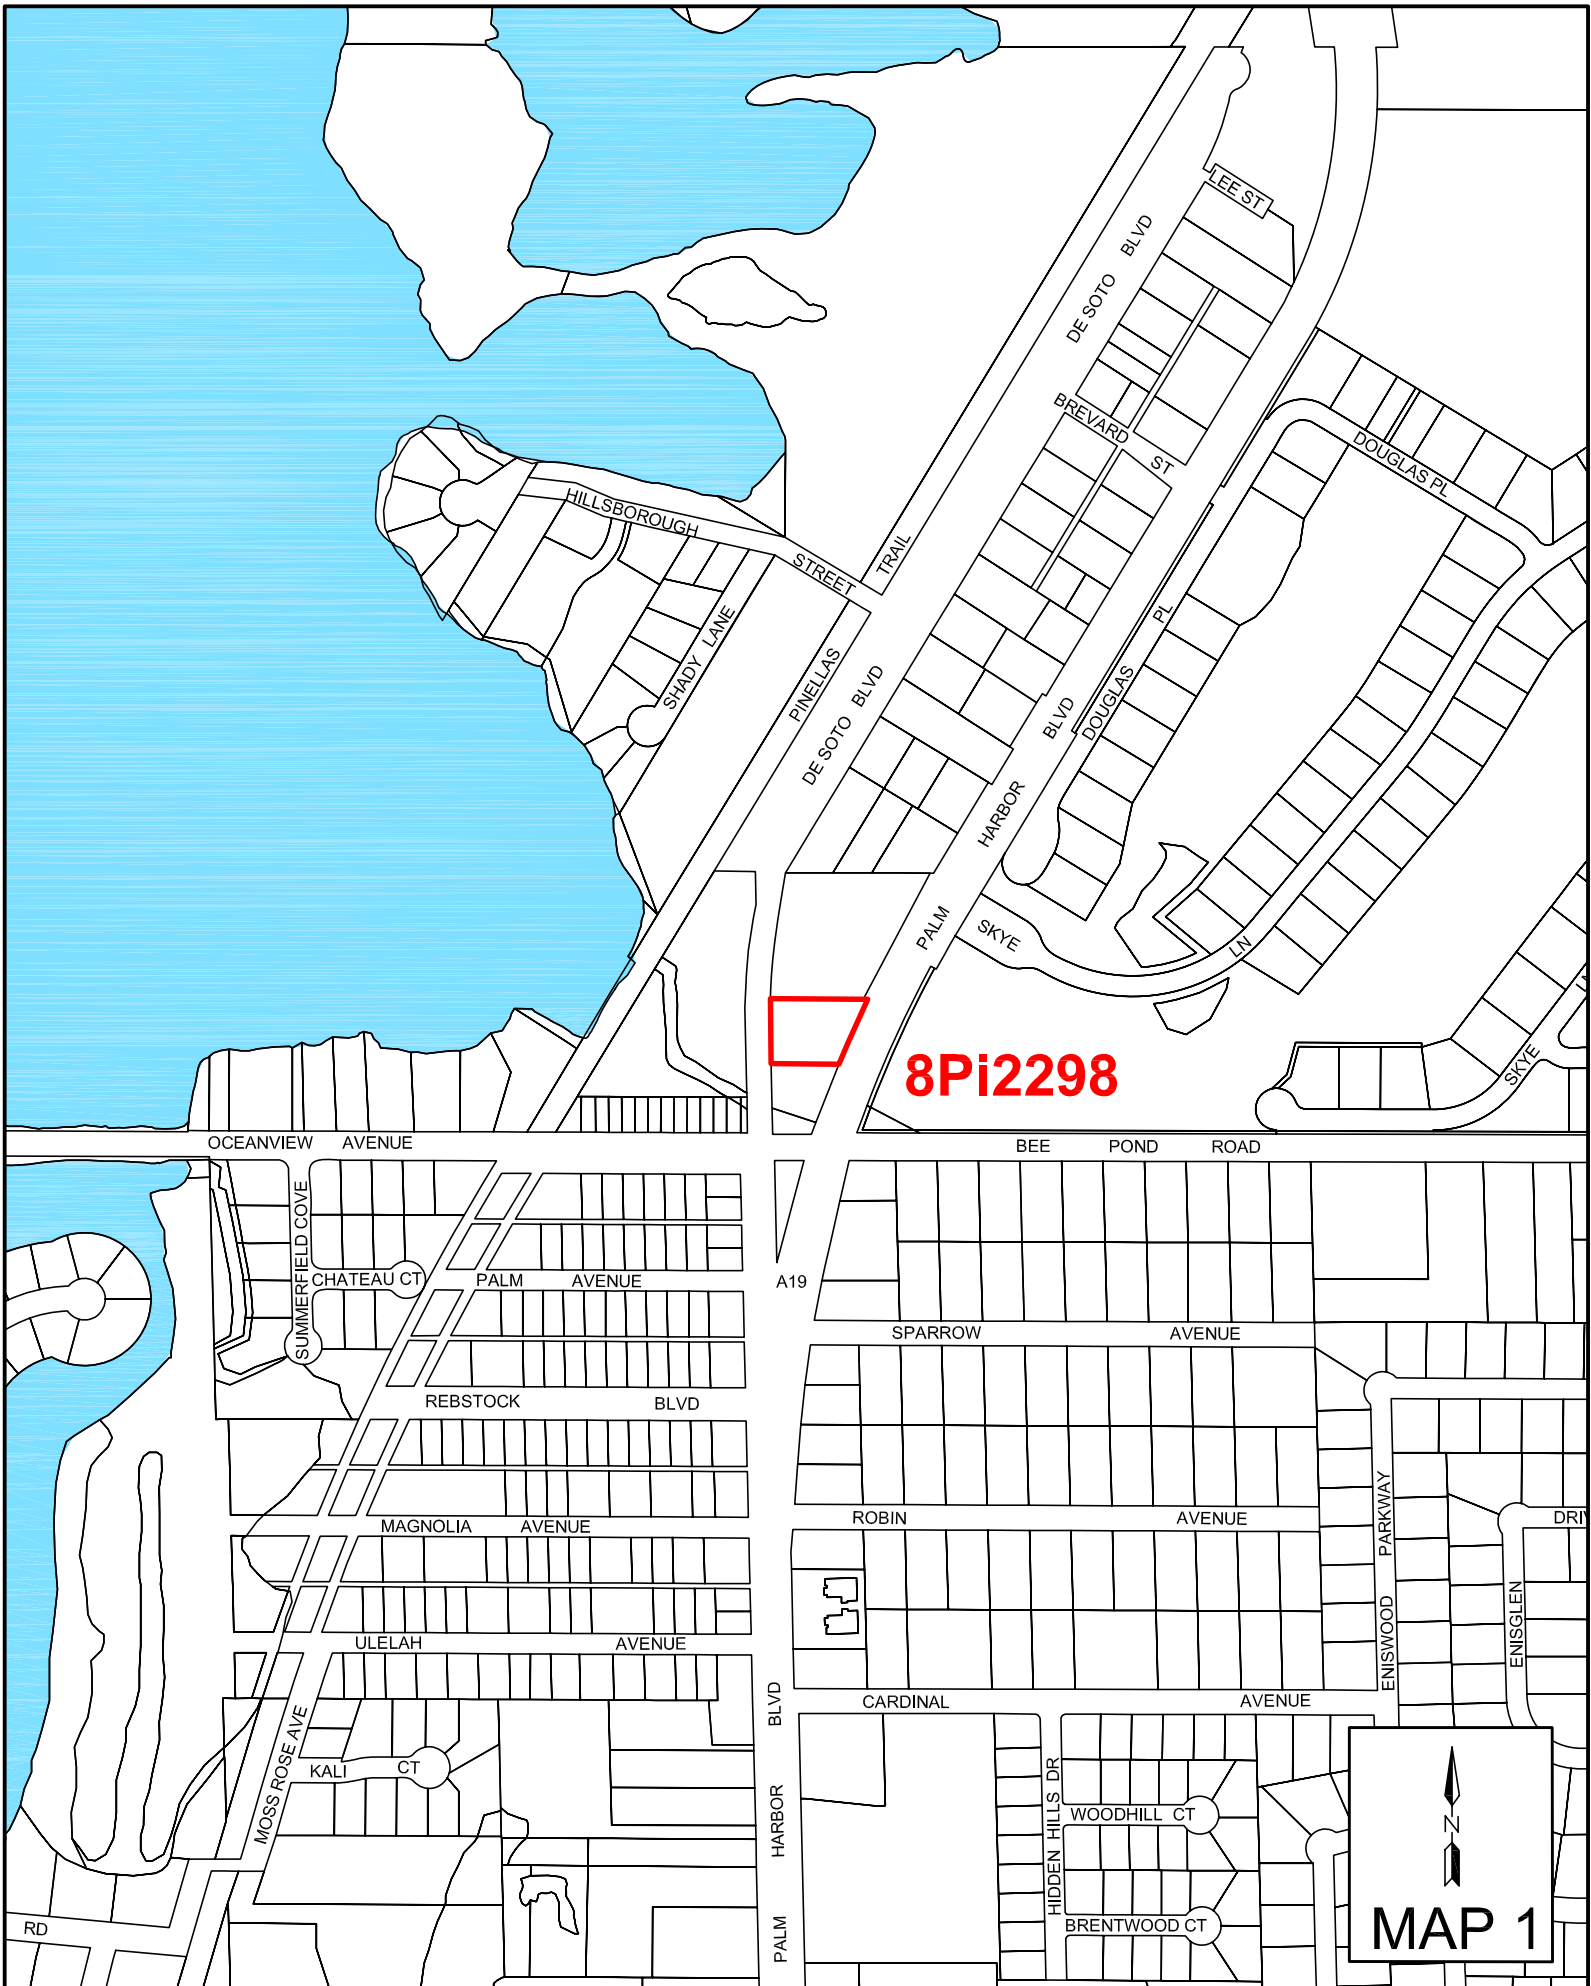 LEE ST
DE SOTO BLVD
BREVARD ST
DOUGLAS PL
HILLSBOROUGH STREET
PINELLAS TRAIL
SHADY LANE
DE SOTO BLVD
DOUGLAS PL
PALM HARBOR BLVD
SKYE LN
8Pi2298
SKYE
OCEANVIEW AVENUE
BEE POND ROAD
SUMMERFIELD COVE
CHATEAU CT
PALM AVENUE
A19
SPARROW AVENUE
REBSTOCK BLVD
MAGNOLIA AVENUE
ROBIN AVENUE
ENISWOOD PARKWAY
ENISGLEN
DRIV
ULELAH AVENUE
CARDINAL AVENUE
MOSS ROSE AVE
KALI CT
PALM HARBOR BLVD
HIDDEN HILLS DR
WOODHILL CT
BRENTWOOD CT
RD
N
MAP 1